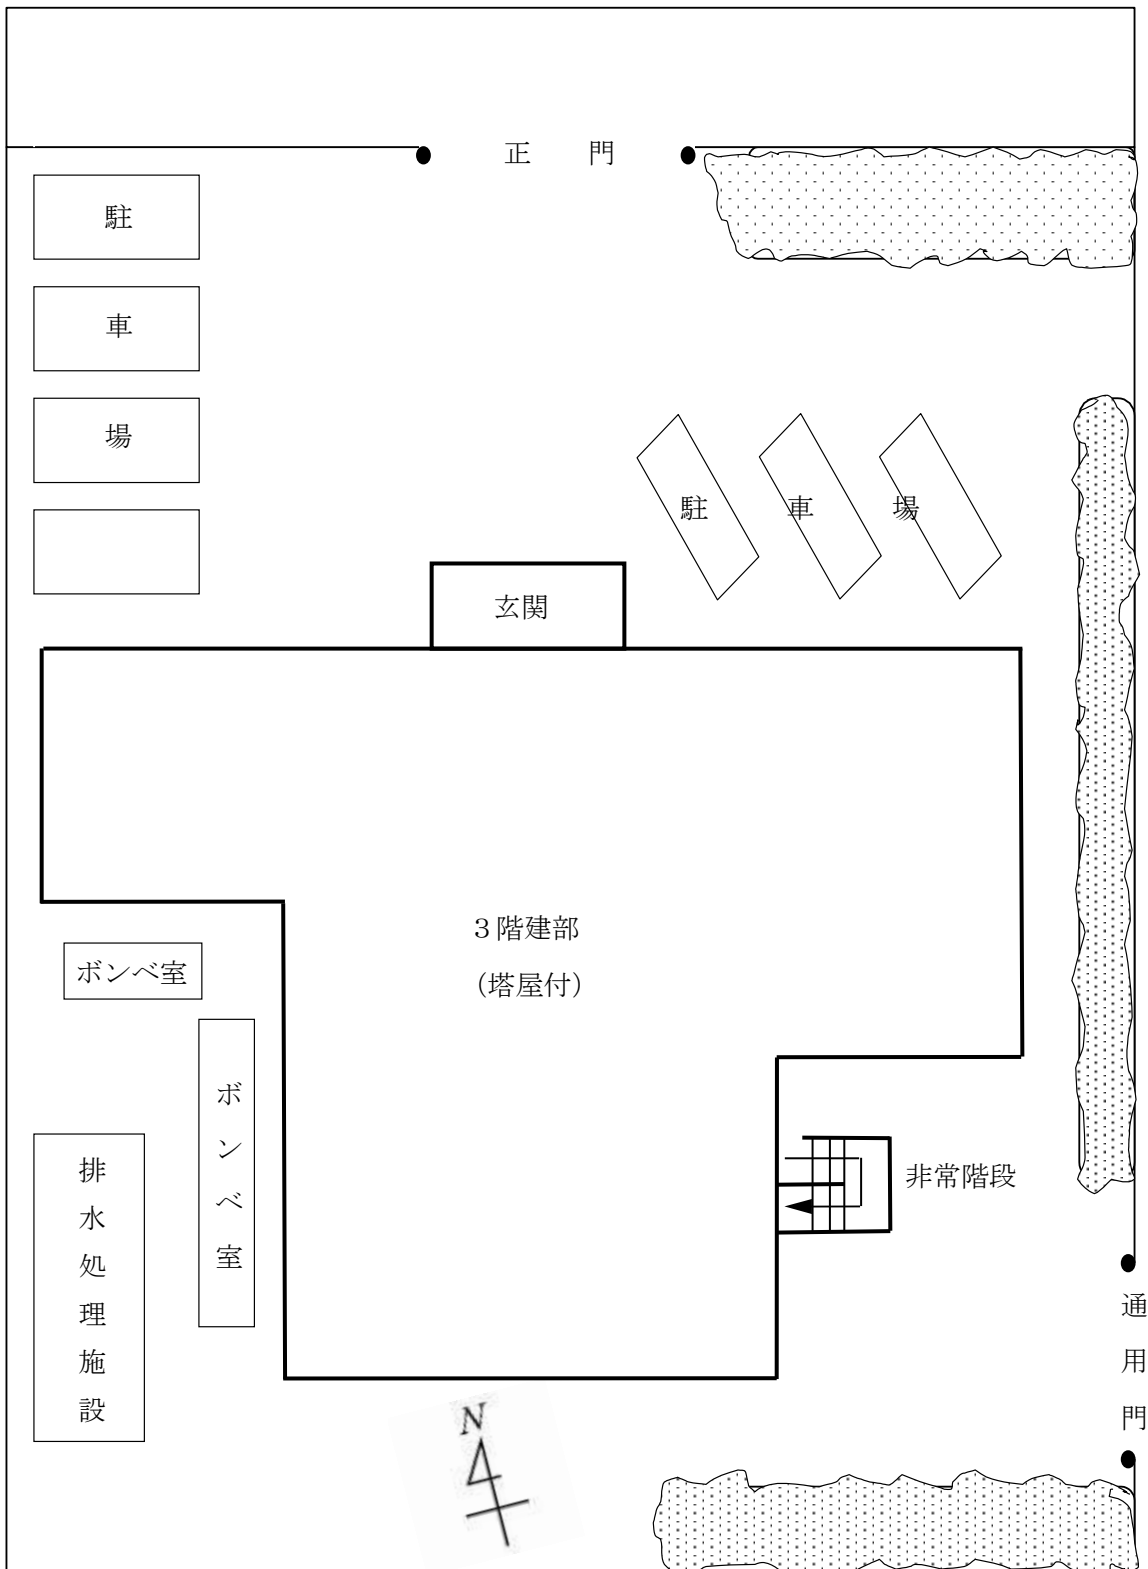 正　門
駐
車
場
駐　車　場
玄関
３階建部
（塔屋付）
ボンベ室
ボンベ室
排水処理施設
非常階段
通用門
N